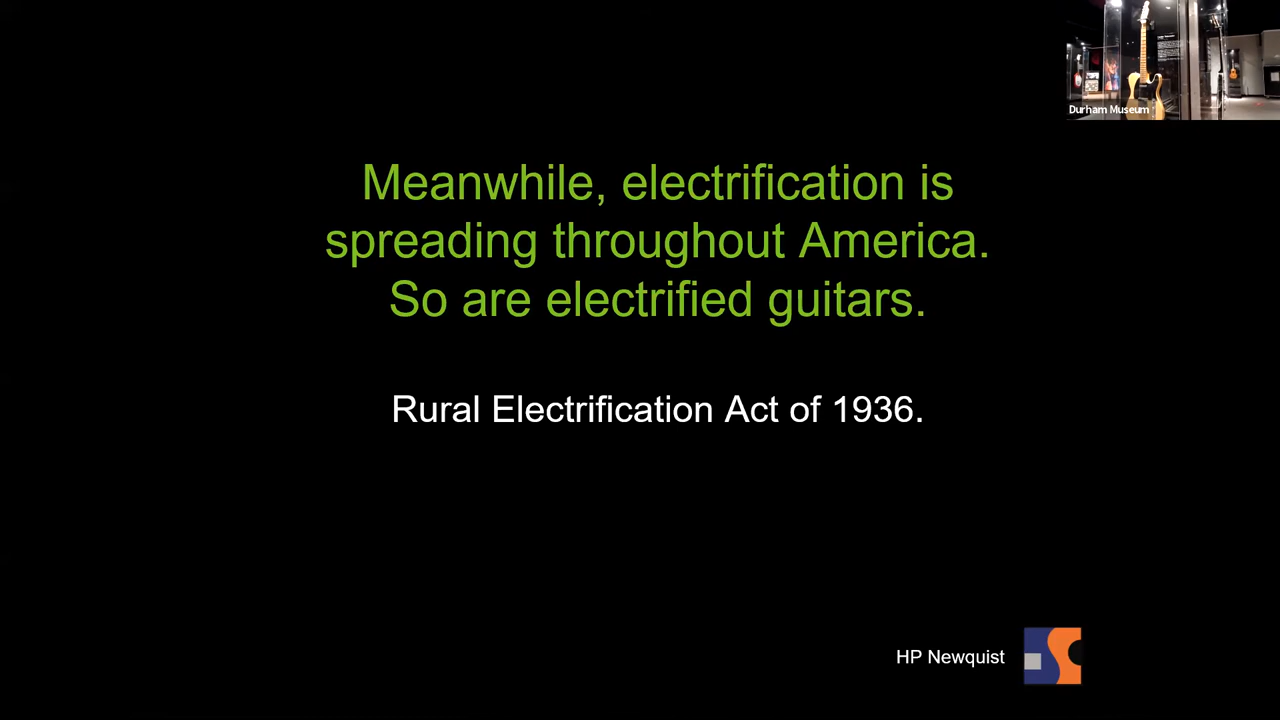 Durham Museum
Meanwhile, electrification is
spreading throughout America.
So are electrified guitars.
Rural Electrification Act of 1936.
HP Newquist